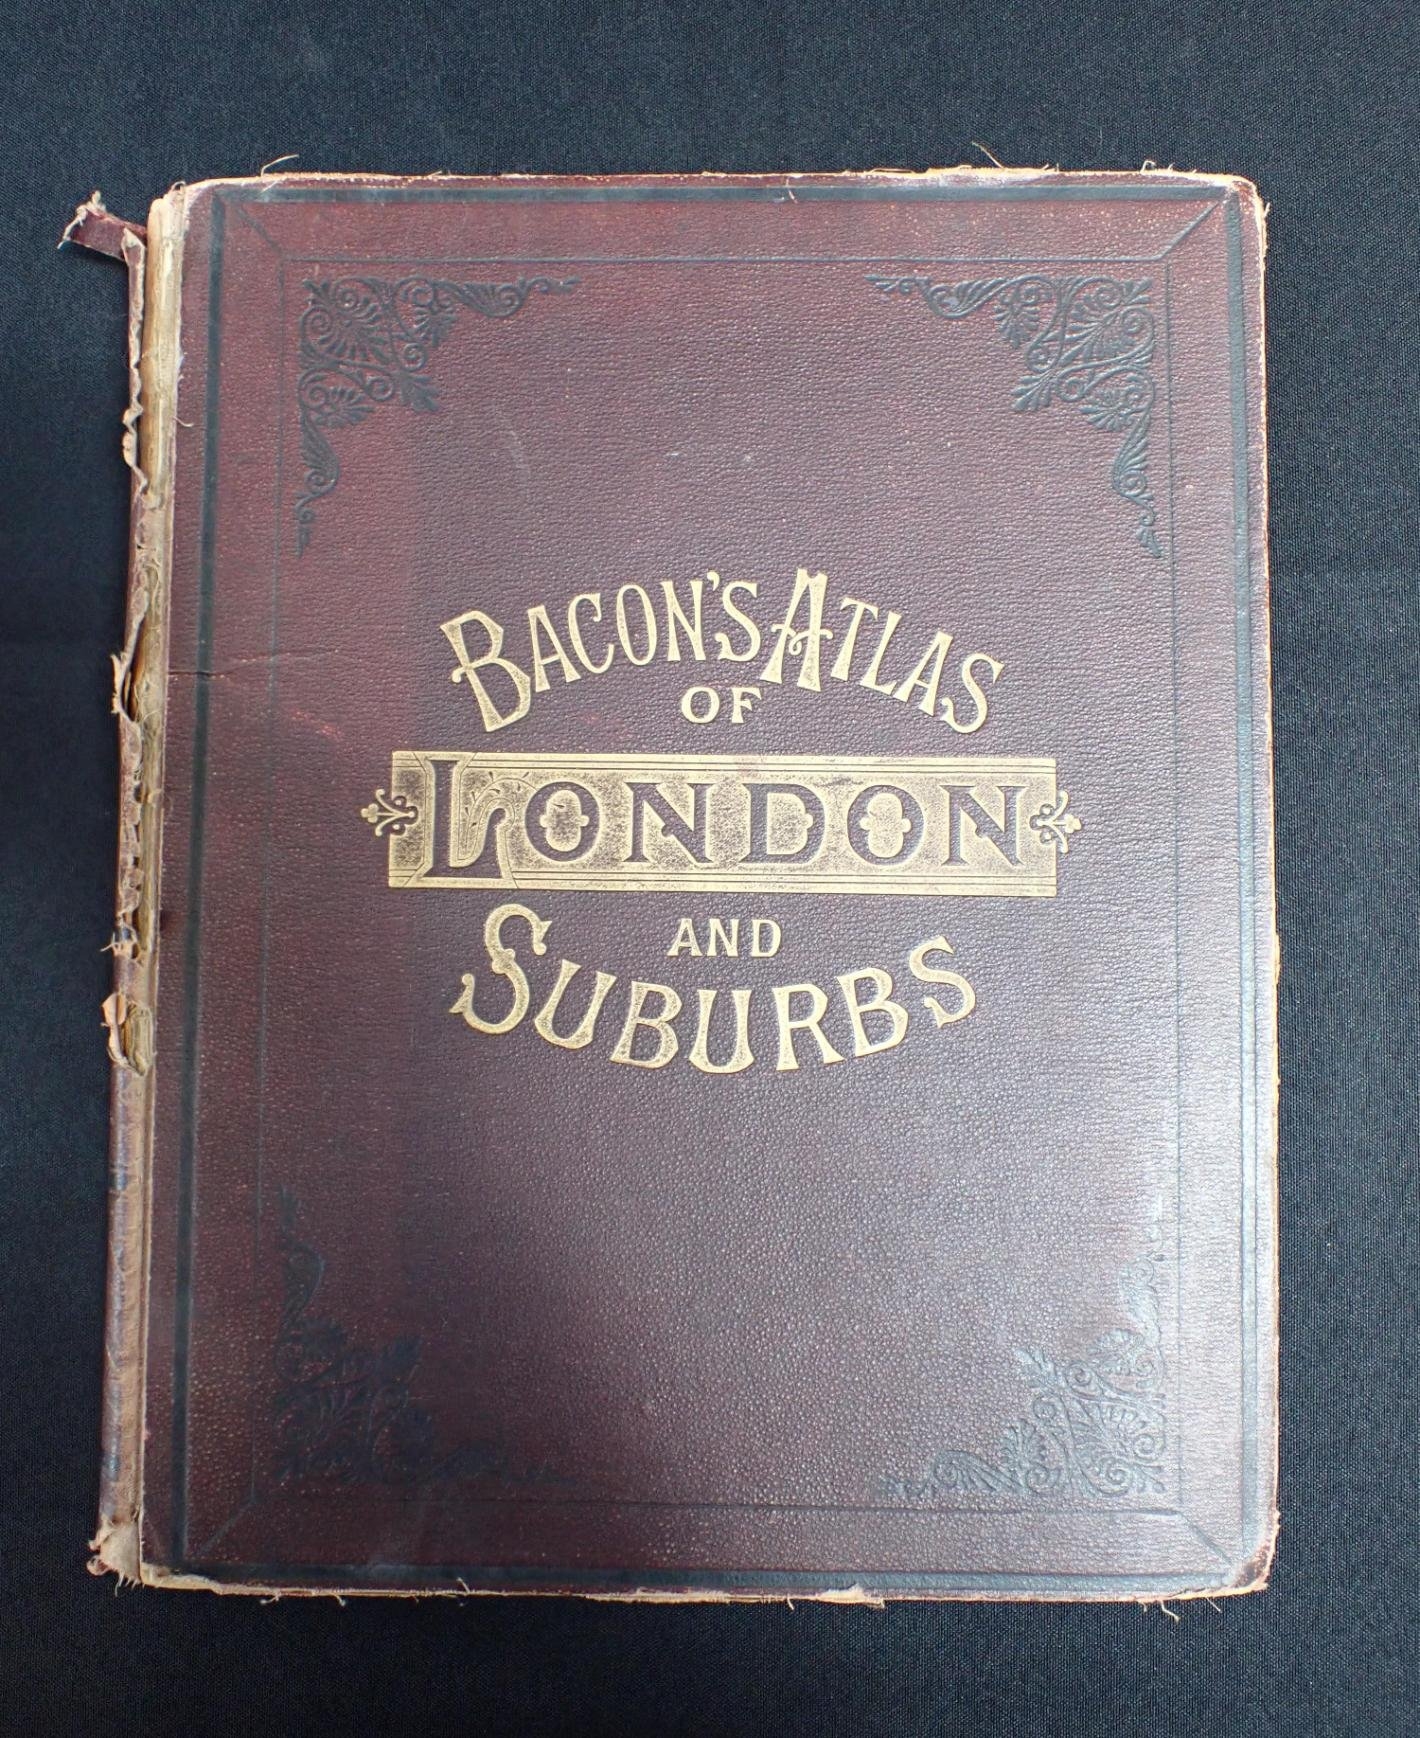 BACON'S ATLAS
OF
LONDON
AND
SUBURBS